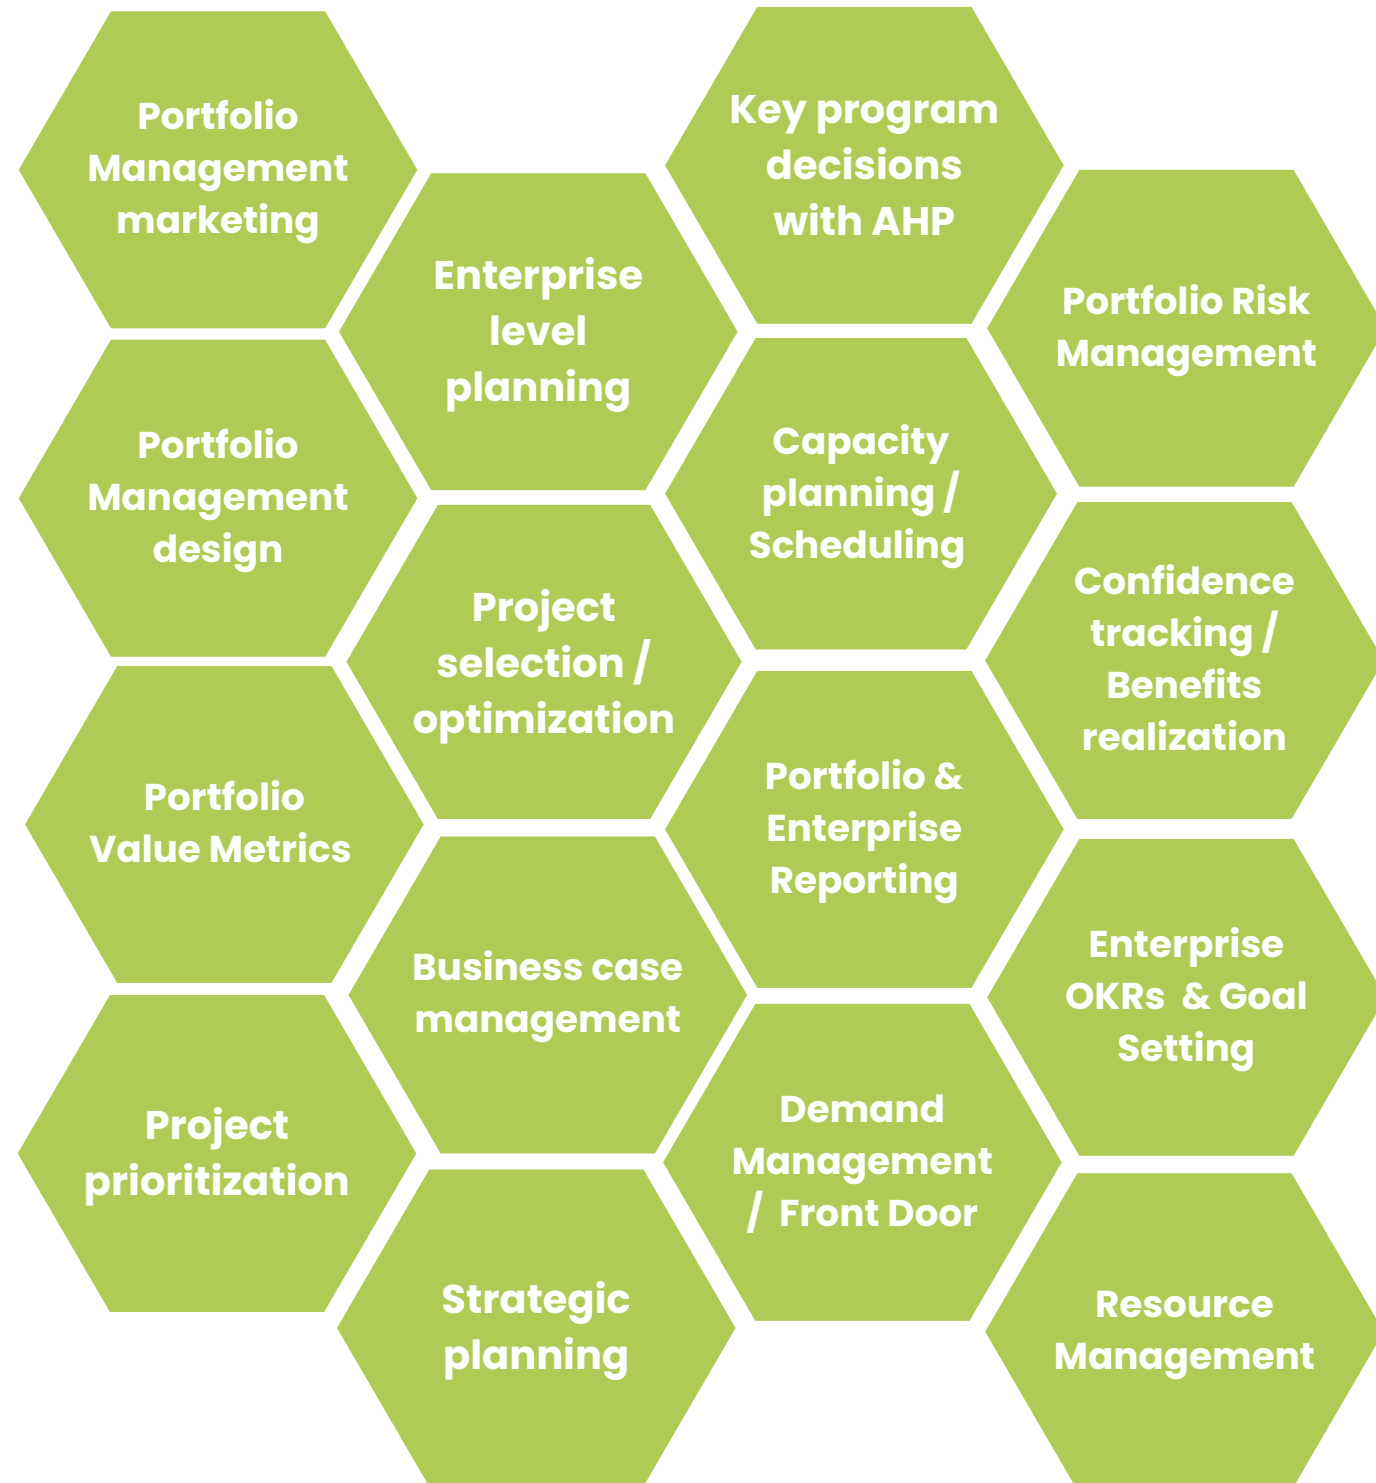 Portfolio
Management
marketing
Key program
decisions
with AHP
Enterprise
level
planning
Portfolio Risk
Management
Portfolio
Management
design
Capacity
planning /
Scheduling
Project
selection /
optimization
Confidence
tracking /
Benefits
realization
Portfolio
Value Metrics
Portfolio &
Enterprise
Reporting
Business case
management
Enterprise
OKRs & Goal
Setting
Project
prioritization
Demand
Management
/ Front Door
Strategic
planning
Resource
Management